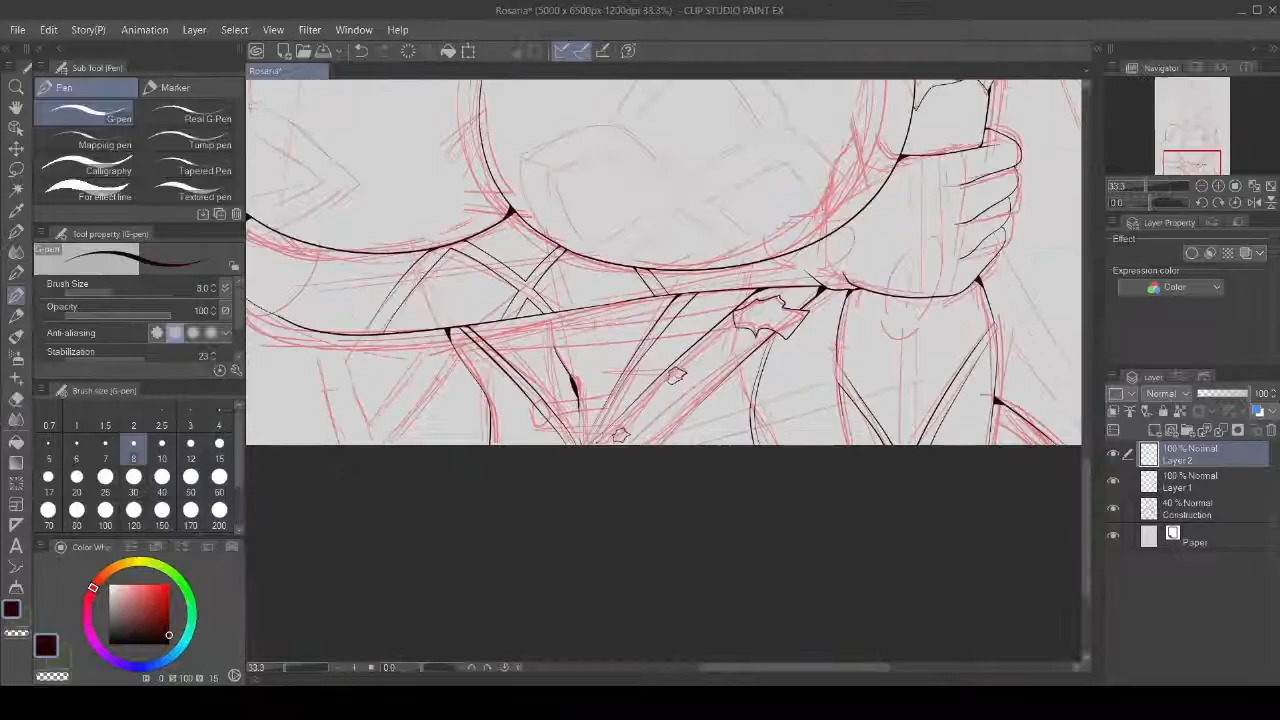 Rosaria* (5000 x 6500px 1200dpi 33.3%) - CLIP STUDIO PAINT EX
File Edit Story(P) Animation Layer Select View Filter Window Help
Sub Tool (Pen)
Rosaria*
Navigator
Pen Marker
G-pen Real G-Pen
Mapping pen Turnip pen
Calligraphy Tapered Pen
For effect line Textured pen
33.3
0.0
Tool property (G-pen)
G-pen
Layer Property
Effect
Expression color
Color
Brush Size 8.0
Opacity 100
Anti-aliasing
Stabilization 23
Brush size (G-pen)
0.7 1 1.5 2 2.5 3 4
5 6 7 8 10 12 15
17 20 25 30 40 50 60
70 80 100 120 150 170 200
Layer
Normal 100
100 % Normal
Layer 2
100 % Normal
Layer 1
40 % Normal
Construction
Paper
Color Whe
33.3 0.0
0 100 15
A